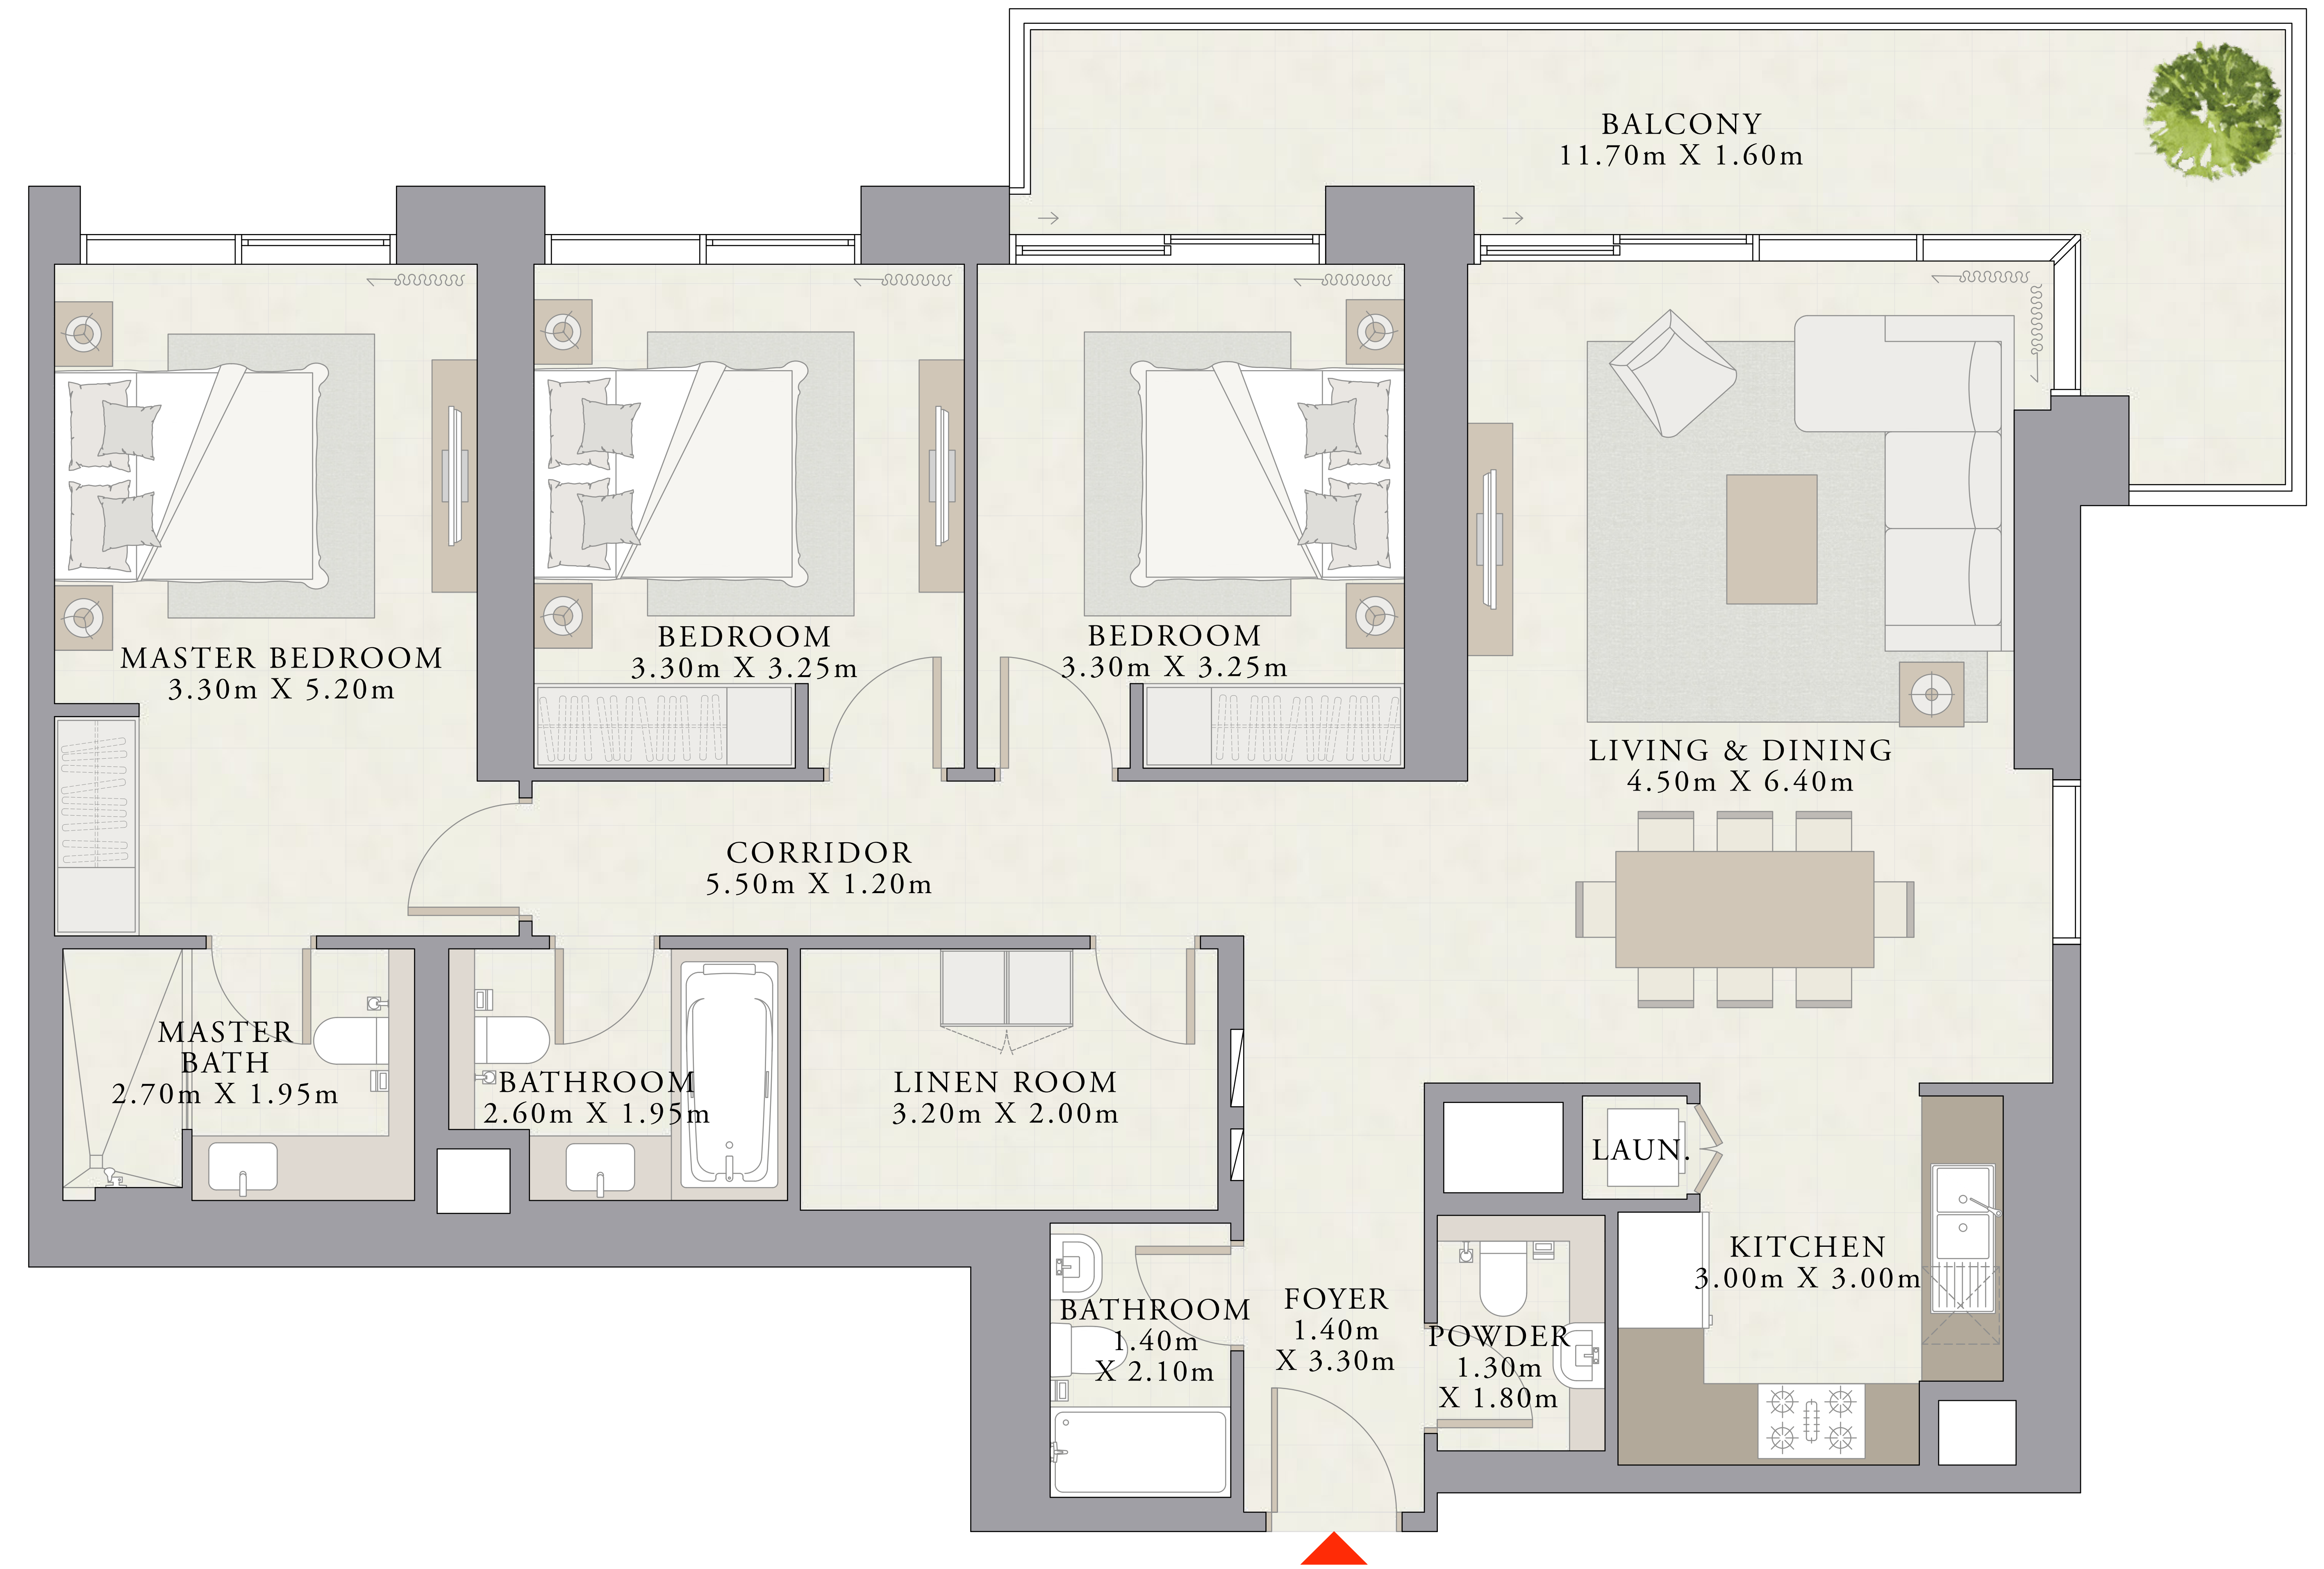 BALCONY
11.70m X 1.60m
MASTER BEDROOM
3.30m X 5.20m
BEDROOM
3.30m X 3.25m
BEDROOM
3.30m X 3.25m
LIVING & DINING
4.50m X 6.40m
CORRIDOR
5.50m X 1.20m
MASTER
BATH
2.70m X 1.95m
BATHROOM
2.60m X 1.95m
LINEN ROOM
3.20m X 2.00m
LAUN.
KITCHEN
3.00m X 3.00m
BATHROOM
1.40m
X 2.10m
FOYER
1.40m
X 3.30m
POWDER
1.30m
X 1.80m